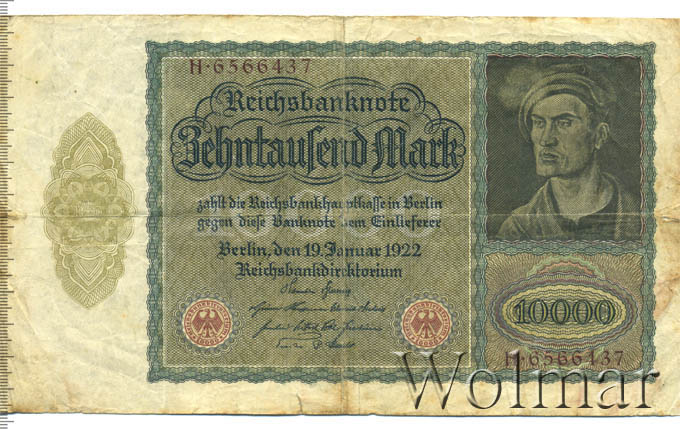 H·6566437
Reichsbanknote
Zehntausend Mark
zahlt die Reichsbankhauptkasse in Berlin
gegen diese Banknote dem Einlieferer
Berlin, den 19. Januar 1922
Reichsbankdirektorium
10000
H·6566437
Wolmar